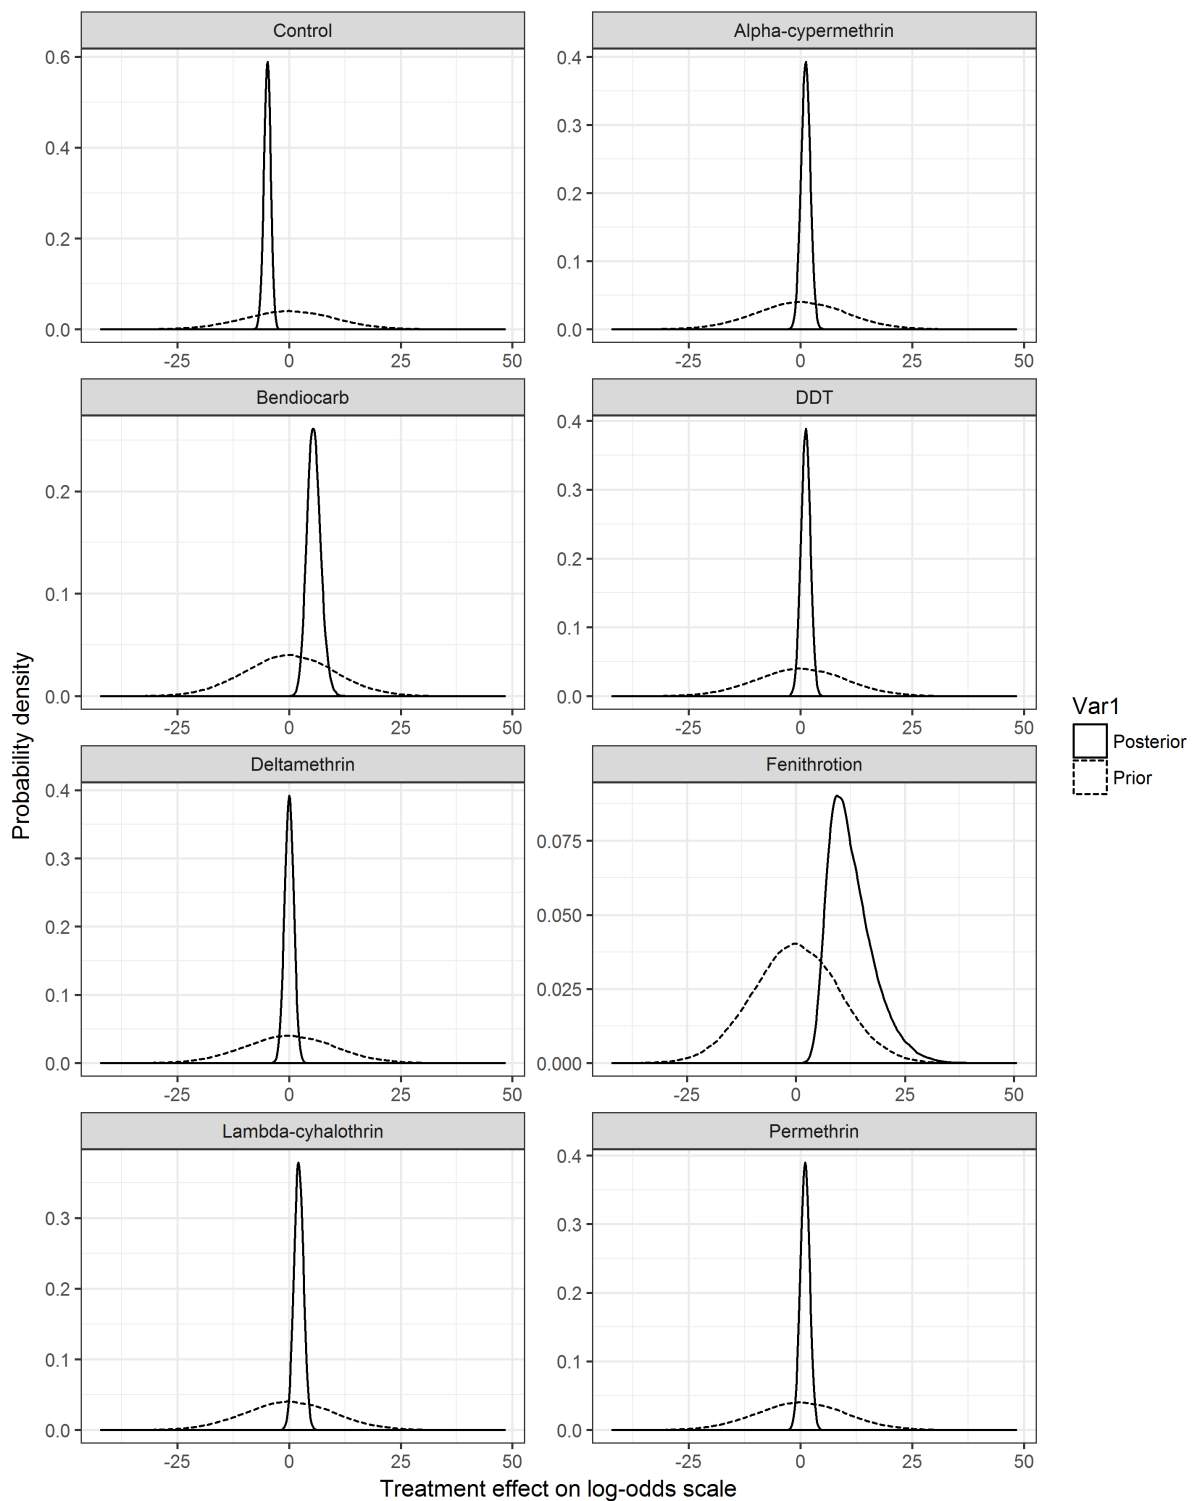 Control
Alpha-cypermethrin
0.6
0.4
0.2
0.0
-25 0 25 50
0.4
0.3
0.2
0.1
0.0
-25 0 25 50
Bendiocarb
DDT
0.2
0.1
0.0
-25 0 25 50
0.4
0.3
0.2
0.1
0.0
-25 0 25 50
Probability density
Var1
Posterior
Prior
Deltamethrin
Fenithrotion
0.4
0.3
0.2
0.1
0.0
-25 0 25 50
0.075
0.050
0.025
0.000
-25 0 25 50
Lambda-cyhalothrin
Permethrin
0.3
0.2
0.1
0.0
-25 0 25 50
0.4
0.3
0.2
0.1
0.0
-25 0 25 50
Treatment effect on log-odds scale